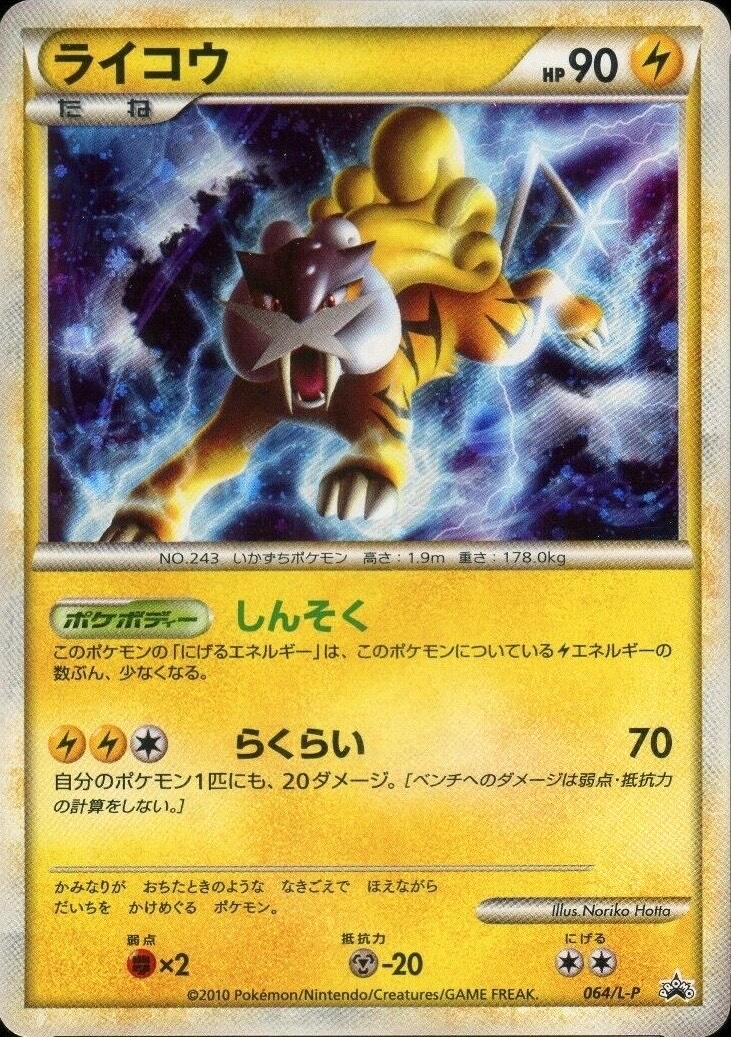 ライコウ
HP 90
たね
NO.243 いかずちポケモン 高さ：1.9m 重さ：178.0kg
ポケボディー しんそく
このポケモンの「にげるエネルギー」は、このポケモンについているエネルギーの
数ぶん、少なくなる。
らくらい 70
自分のポケモン1匹にも、20ダメージ。［ベンチへのダメージは弱点・抵抗力
の計算をしない。］
かみなりが おちたときのような なきごえで ほえながら
だいちを かけめぐる ポケモン。
Illus. Noriko Hotta
弱点 抵抗力 にげる
×2 -20
©2010 Pokémon/Nintendo/Creatures/GAME FREAK. 064/L-P PROMO